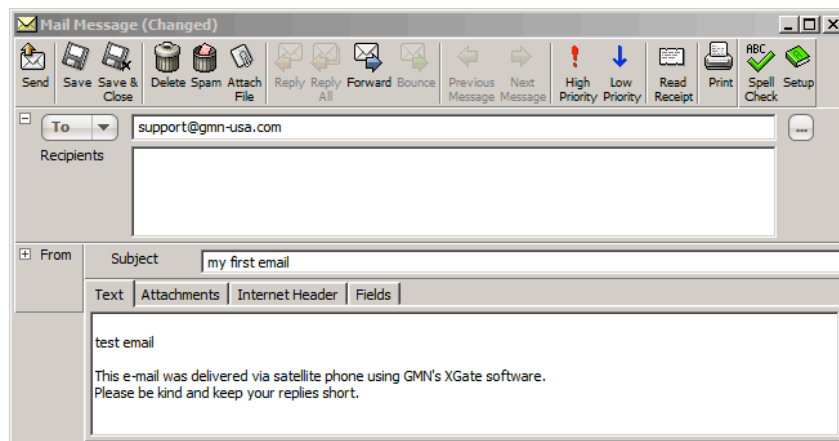 Mail Message (Changed)
Send Save Save & Close Delete Spam Attach File Reply Reply All Forward Bounce Previous Message Next Message High Priority Low Priority Read Receipt Print ABC Spell Check Setup
To support@gmn-usa.com ...
Recipients
From Subject my first email
Text Attachments Internet Header Fields
test email
This e-mail was delivered via satellite phone using GMN's XGate software.
Please be kind and keep your replies short.